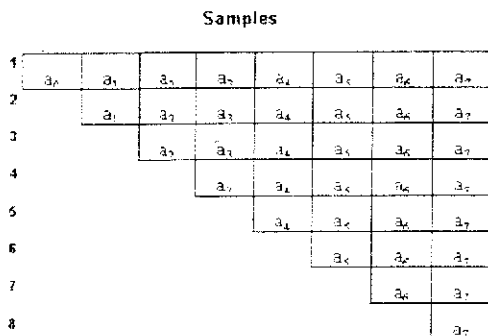 Samples
1 a₀ a₁ a₂ a₃ a₄ a₅ a₆ a₇
2 a₁ a₂ a₃ a₄ a₅ a₆ a₇
3 a₂ a₃ a₄ a₅ a₆ a₇
4 a₃ a₄ a₅ a₆ a₇
5 a₄ a₅ a₆ a₇
6 a₅ a₆ a₇
7 a₆ a₇
8 a₇